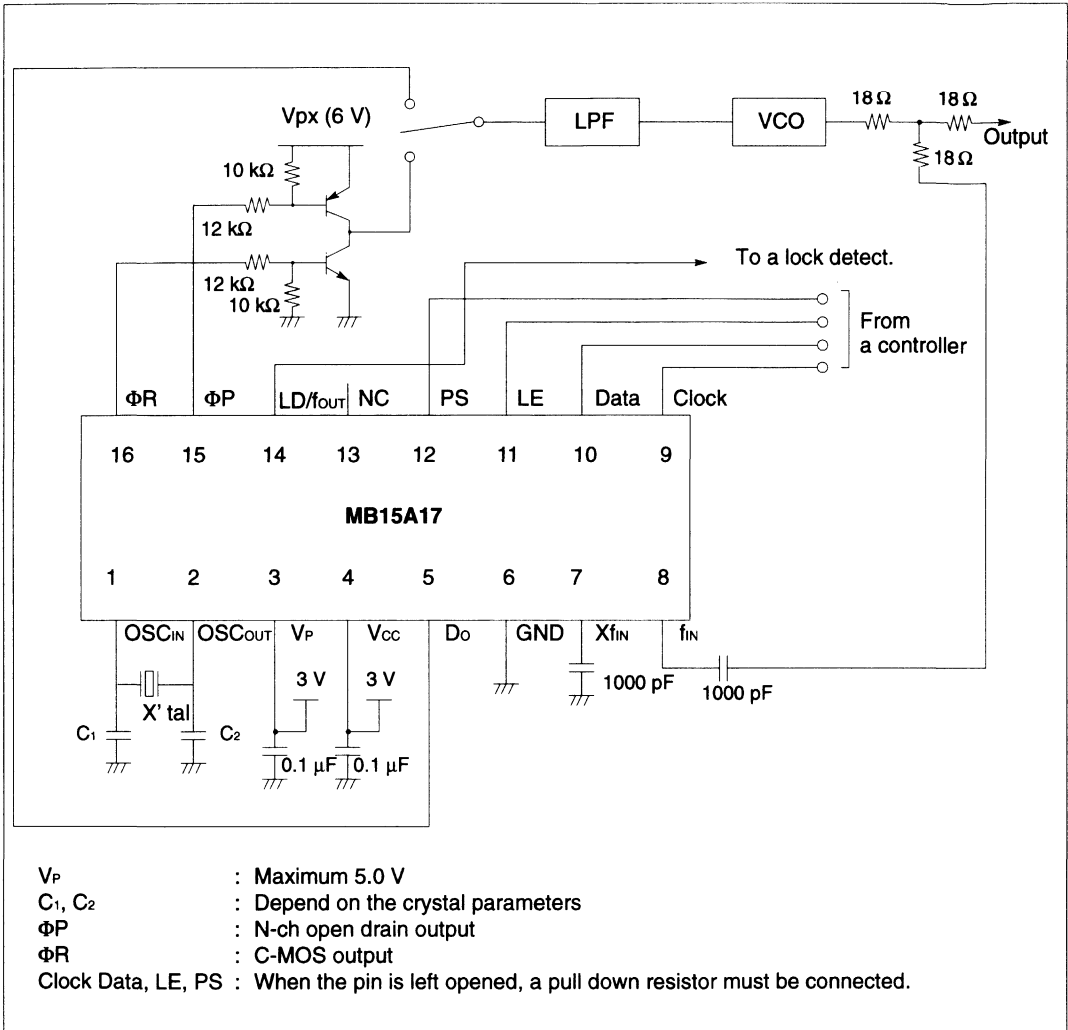 Vpx (6 V)
LPF
VCO
18 Ω
18 Ω
Output
18 Ω
10 kΩ
12 kΩ
12 kΩ
10 kΩ
To a lock detect.
From
a controller
ΦR ΦP LD/fOUT NC PS LE Data Clock
16 15 14 13 12 11 10 9
MB15A17
1 2 3 4 5 6 7 8
OSCIN OSCOUT VP VCC DO GND XfIN fIN
X' tal
3 V
3 V
1000 pF
1000 pF
C1
C2
0.1 µF
0.1 µF
VP : Maximum 5.0 V
C1, C2 : Depend on the crystal parameters
ΦP : N-ch open drain output
ΦR : C-MOS output
Clock Data, LE, PS : When the pin is left opened, a pull down resistor must be connected.